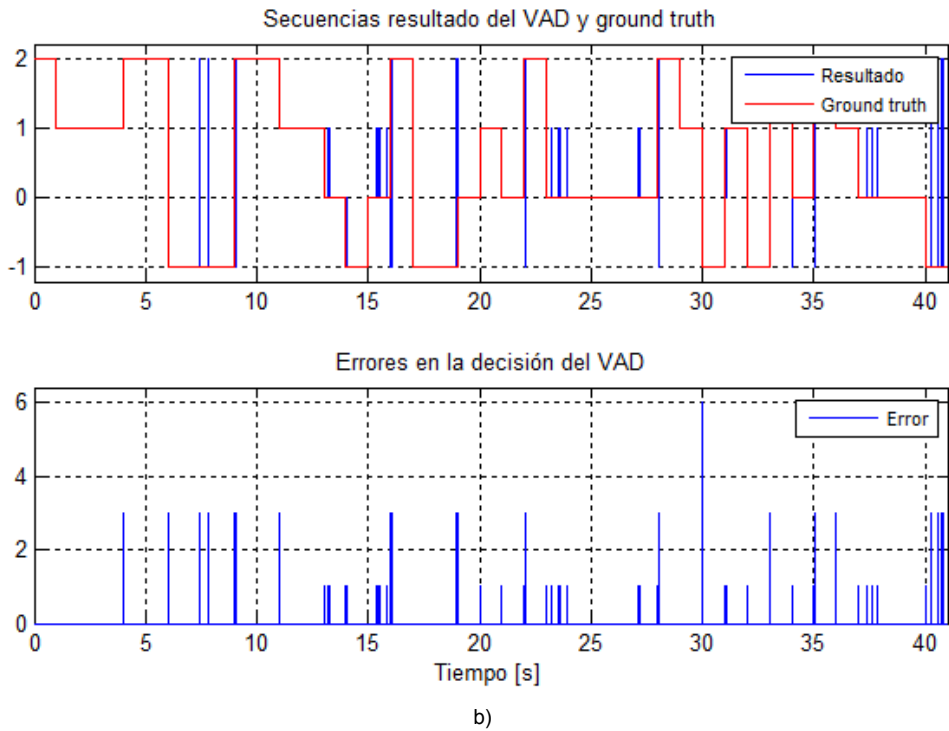 Secuencias resultado del VAD y ground truth
2
1
0
-1
Resultado
Ground truth
0 5 10 15 20 25 30 35 40
Errores en la decisión del VAD
6
4
2
0
Error
0 5 10 15 20 25 30 35 40
Tiempo [s]
b)